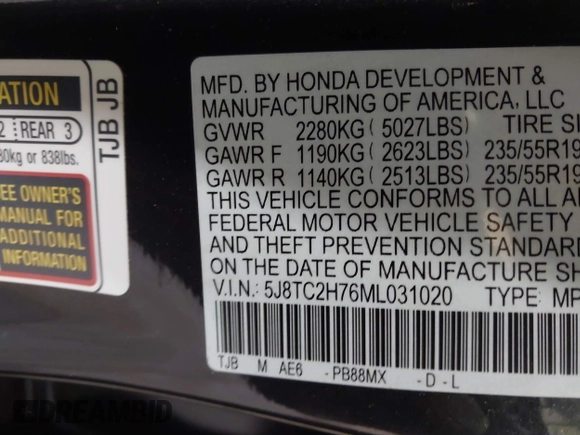 ATION
2 REAR 3
80kg or 838lbs.
EE OWNER'S
MANUAL FOR
ADDITIONAL
INFORMATION
TJB JB
MFD. BY HONDA DEVELOPMENT &
MANUFACTURING OF AMERICA, LLC
GVWR 2280KG ( 5027LBS) TIRE SI
GAWR F 1190KG ( 2623LBS) 235/55R19
GAWR R 1140KG ( 2513LBS) 235/55R19
THIS VEHICLE CONFORMS TO ALL A
FEDERAL MOTOR VEHICLE SAFETY
AND THEFT PREVENTION STANDAR
ON THE DATE OF MANUFACTURE SH
V.I.N.: 5J8TC2H76ML031020 TYPE: MP
TJB M AE6 -PB88MX -D-L
DREAMBID